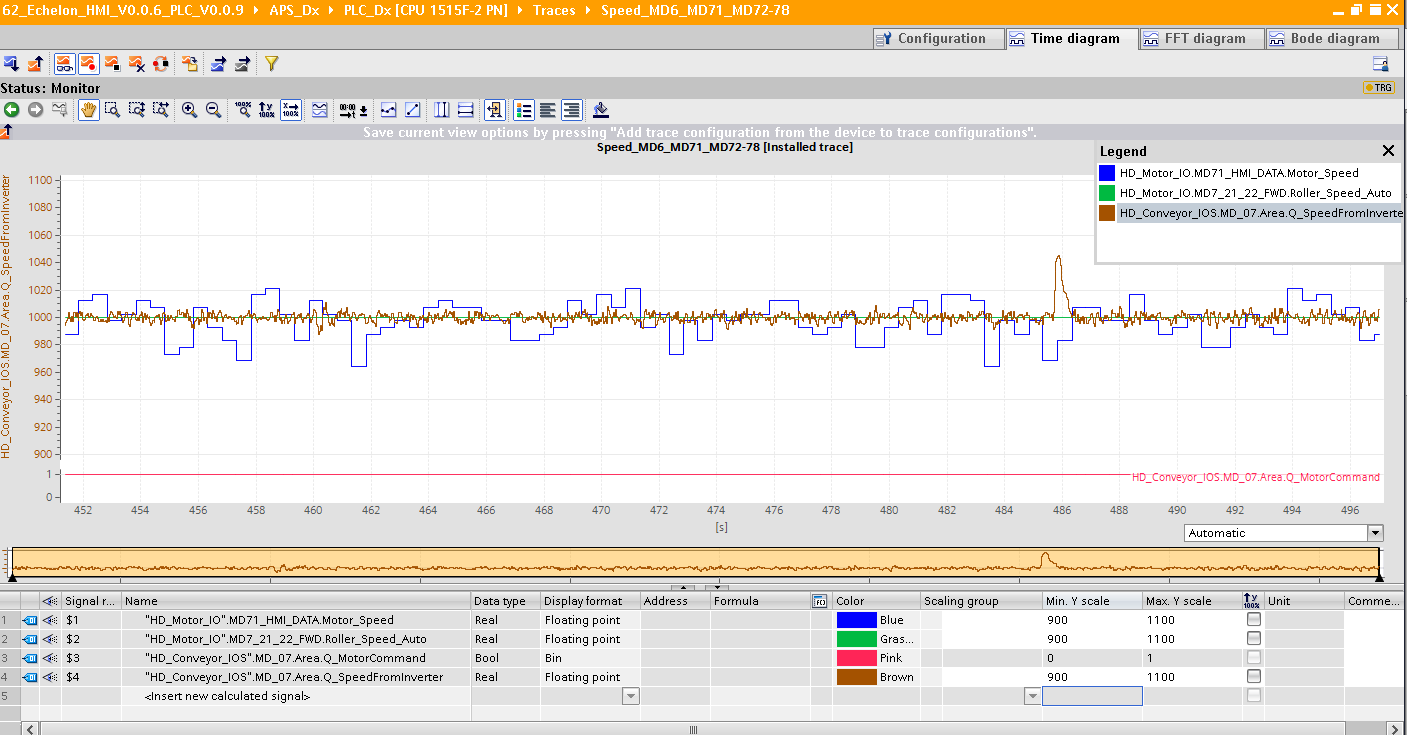 62_Echelon_HMI_V0.0.6_PLC_V0.0.9 APS_Dx PLC_Dx [CPU 1515F-2 PN] Traces Speed_MD6_MD71_MD72-78
Configuration Time diagram FFT diagram Bode diagram
Status: Monitor
TRG
Save current view options by pressing "Add trace configuration from the device to trace configurations".
Speed_MD6_MD71_MD72-78 [Installed trace]
Legend
HD_Motor_IO.MD71_HMI_DATA.Motor_Speed
HD_Motor_IO.MD7_21_22_FWD.Roller_Speed_Auto
HD_Conveyor_IOS.MD_07.Area.Q_SpeedFromInverte
HD_Conveyor_IOS.MD_07.Area.Q_SpeedFromInverter
1100
1080
1060
1040
1020
1000
980
960
940
920
900
1
0
HD_Conveyor_IOS.MD_07.Area.Q_MotorCommand
452 454 456 458 460 462 464 466 468 470 472 474 476 478 480 482 484 486 488 490 492 494 496
[s]
Automatic
Signal r... Name Data type Display format Address Formula Color Scaling group Min. Y scale Max. Y scale Unit Comme...
1 $1 "HD_Motor_IO".MD71_HMI_DATA.Motor_Speed Real Floating point Blue 900 1100
2 $2 "HD_Motor_IO".MD7_21_22_FWD.Roller_Speed_Auto Real Floating point Gras... 900 1100
3 $3 "HD_Conveyor_IOS".MD_07.Area.Q_MotorCommand Bool Bin Pink 0 1
4 $4 "HD_Conveyor_IOS".MD_07.Area.Q_SpeedFromInverter Real Floating point Brown 900 1100
5 <Insert new calculated signal>